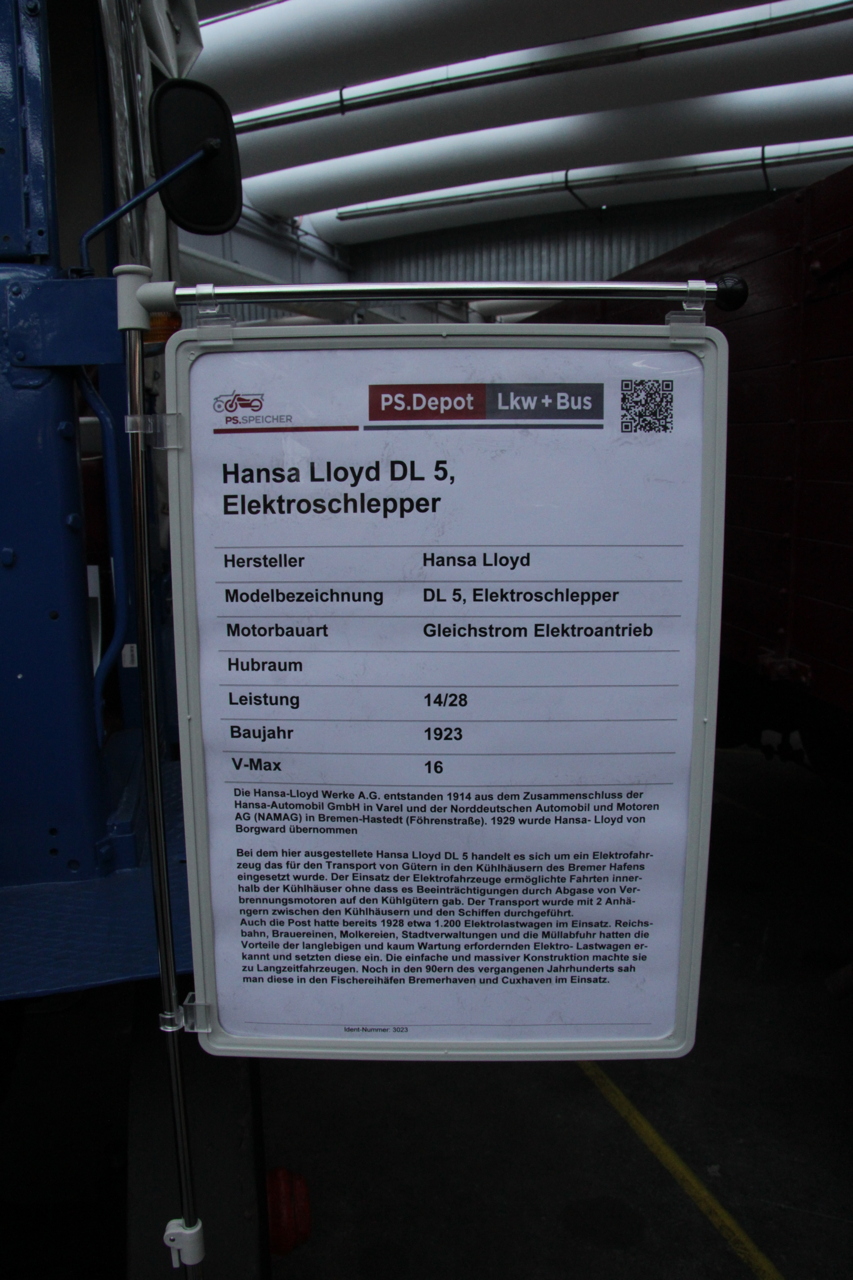 PS.SPEICHER
PS.Depot Lkw + Bus
Hansa Lloyd DL 5,
Elektroschlepper
Hersteller Hansa Lloyd
Modelbezeichnung DL 5, Elektroschlepper
Motorbauart Gleichstrom Elektroantrieb
Hubraum
Leistung 14/28
Baujahr 1923
V-Max 16
Die Hansa-Lloyd Werke A.G. entstanden 1914 aus dem Zusammenschluss der
Hansa-Automobil GmbH in Varel und der Norddeutschen Automobil und Motoren
AG (NAMAG) in Bremen-Hastedt (Föhrenstraße). 1929 wurde Hansa- Lloyd von
Borgward übernommen
Bei dem hier ausgestellete Hansa Lloyd DL 5 handelt es sich um ein Elektrofahr-
zeug das für den Transport von Gütern in den Kühlhäusern des Bremer Hafens
eingesetzt wurde. Der Einsatz der Elektrofahrzeuge ermöglichte Fahrten inner-
halb der Kühlhäuser ohne dass es Beeinträchtigungen durch Abgase von Ver-
brennungsmotoren auf den Kühlgütern gab. Der Transport wurde mit 2 Anhä-
ngern zwischen den Kühlhäusern und den Schiffen durchgeführt.
Auch die Post hatte bereits 1928 etwa 1.200 Elektrolastwagen im Einsatz. Reichs-
bahn, Brauereinen, Molkereien, Stadtverwaltungen und die Müllabfuhr hatten die
Vorteile der langlebigen und kaum Wartung erfordernden Elektro- Lastwagen er-
kannt und setzten diese ein. Die einfache und massiver Konstruktion machte sie
zu Langzeitfahrzeugen. Noch in den 90ern des vergangenen Jahrhunderts sah
man diese in den Fischereihäfen Bremerhaven und Cuxhaven im Einsatz.
Ident-Nummer: 3023